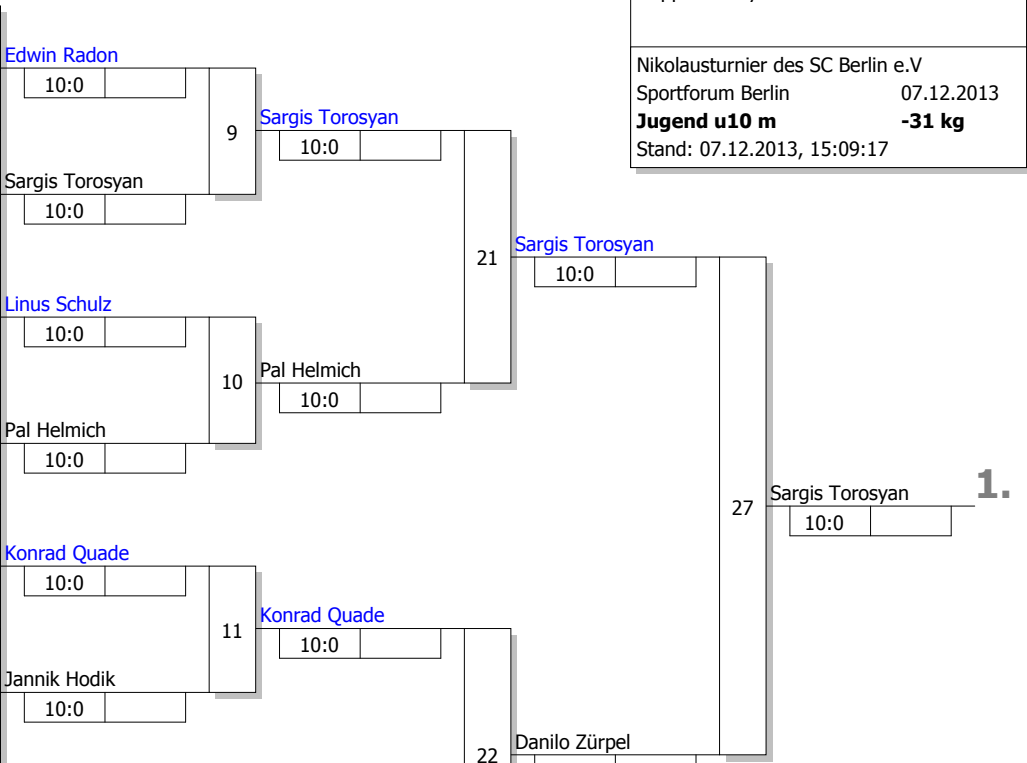 Edwin Radon
10:0
9
Sargis Torosyan
10:0
Sargis Torosyan
10:0
21
Sargis Torosyan
10:0
Linus Schulz
10:0
10
Pal Helmich
10:0
Pal Helmich
10:0
27
Sargis Torosyan
10:0
1.
Konrad Quade
10:0
11
Konrad Quade
10:0
Jannik Hodik
10:0
22
Danilo Zürpel
Nikolausturnier des SC Berlin e.V
Sportforum Berlin 07.12.2013
Jugend u10 m -31 kg
Stand: 07.12.2013, 15:09:17